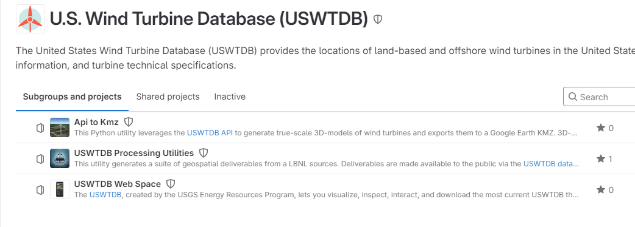 U.S. Wind Turbine Database (USWTDB)
The United States Wind Turbine Database (USWTDB) provides the locations of land-based and offshore wind turbines in the United State
information, and turbine technical specifications.
Subgroups and projects Shared projects Inactive
Search
Api to Kmz
0
This Python utility leverages the USWTDB API to generate true-scale 3D-models of wind turbines and exports them to a Google Earth KMZ. 3D-...
USWTDB Processing Utilities
1
This utility generates a suite of geospatial deliverables from a LBNL sources. Deliverables are made available to the public via the USWTDB data...
USWTDB Web Space
0
The USWTDB, created by the USGS Energy Resources Program, lets you visualize, inspect, interact, and download the most current USWTDB th...